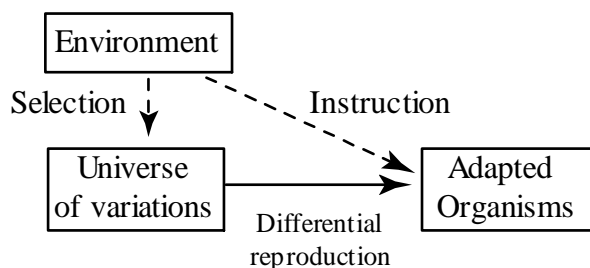 Environment
Selection
Instruction
Universe
of variations
Adapted
Organisms
Differential
reproduction